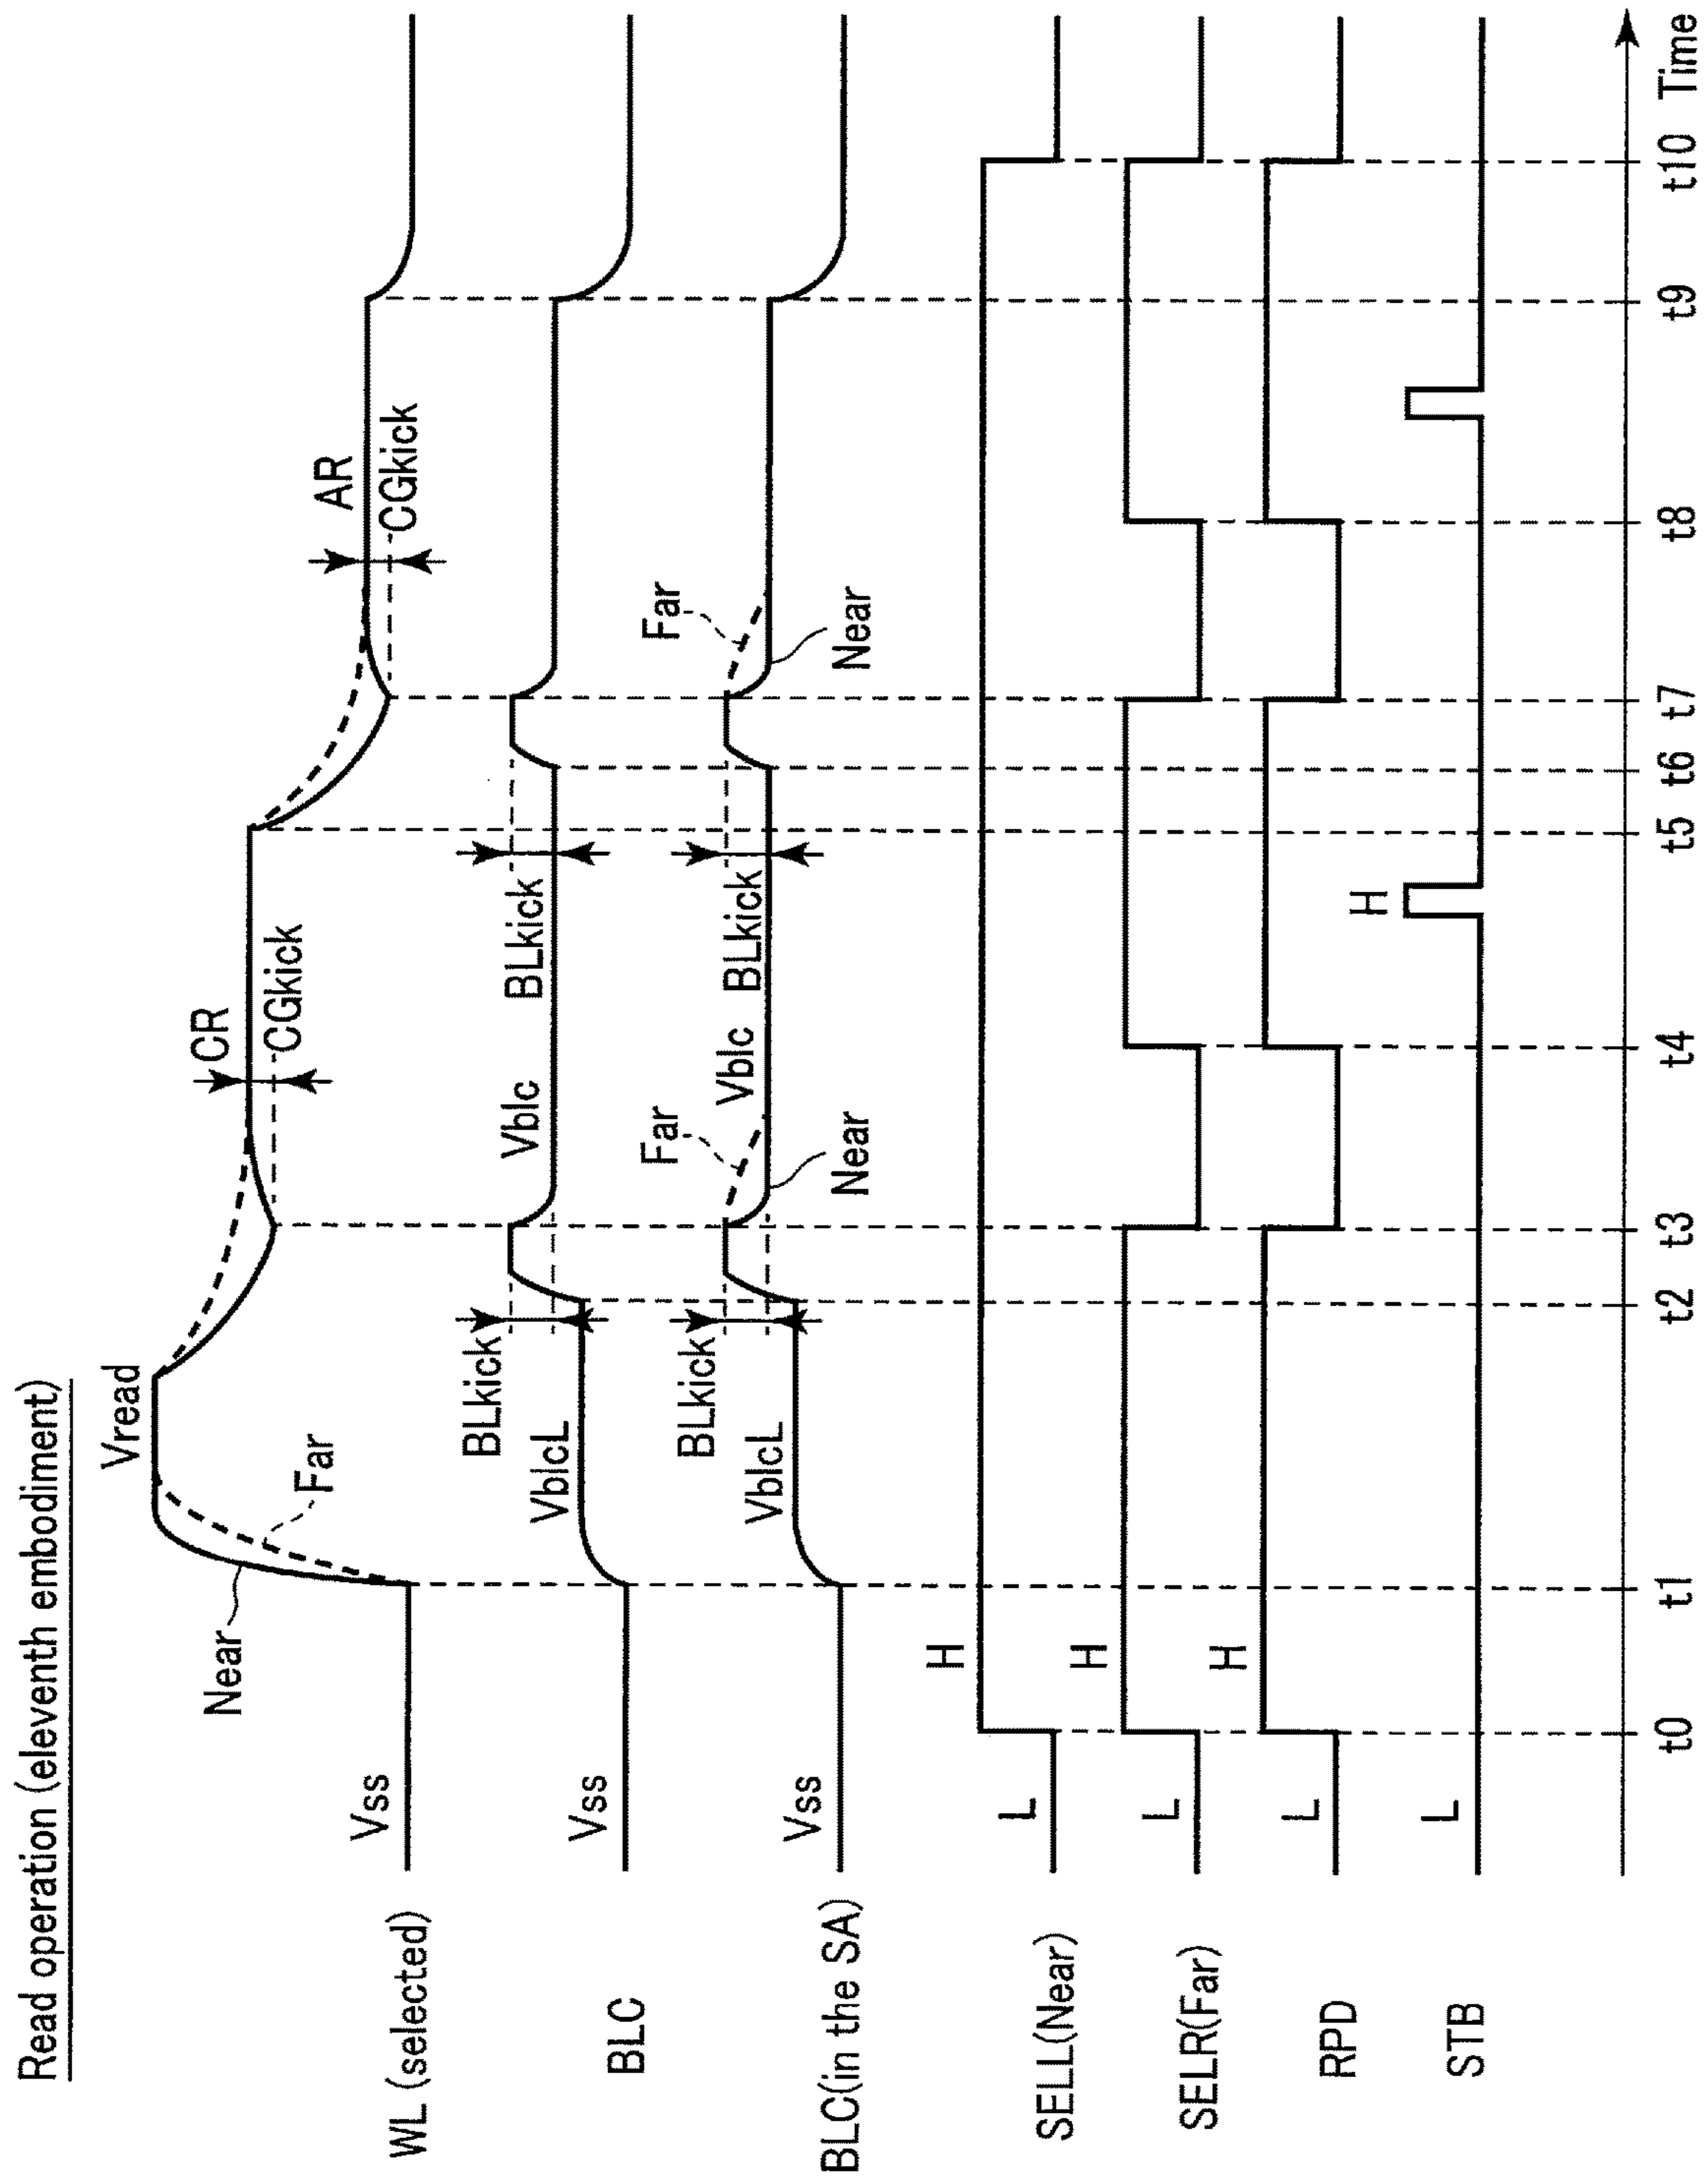 Read operation (eleventh embodiment)
WL (selected)
Vss
Near
Far
Vread
CR
CGkick
AR
CGkick
BLC
Vss
VblcL
BLkick
Vblc
BLkick
BLC(in the SA)
Vss
VblcL
BLkick
Far
Near
Vblc
BLkick
Far
Near
SELL(Near)
L
H
SELR(Far)
L
H
RPD
L
H
STB
L
H
t0 t1 t2 t3 t4 t5 t6 t7 t8 t9 t10 Time